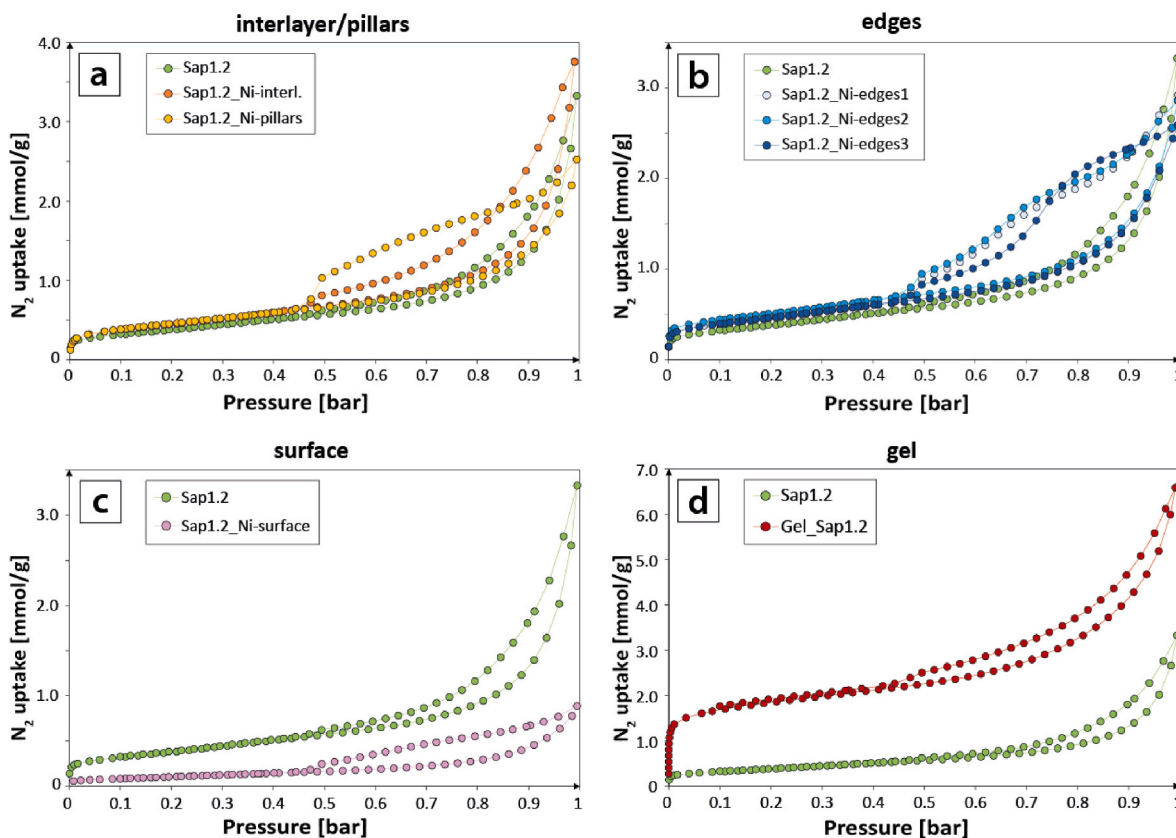 interlayer/pillars
a
Sap1.2
Sap1.2_Ni-interl.
Sap1.2_Ni-pillars
N2 uptake [mmol/g]
4.0
3.0
2.0
1.0
0
0 0.1 0.2 0.3 0.4 0.5 0.6 0.7 0.8 0.9 1
Pressure [bar]
edges
b
Sap1.2
Sap1.2_Ni-edges1
Sap1.2_Ni-edges2
Sap1.2_Ni-edges3
N2 uptake [mmol/g]
3.0
2.0
1.0
0
0 0.1 0.2 0.3 0.4 0.5 0.6 0.7 0.8 0.9 1
Pressure [bar]
surface
c
Sap1.2
Sap1.2_Ni-surface
N2 uptake [mmol/g]
3.0
2.0
1.0
0
0 0.1 0.2 0.3 0.4 0.5 0.6 0.7 0.8 0.9 1
Pressure [bar]
gel
d
Sap1.2
Gel_Sap1.2
N2 uptake [mmol/g]
7.0
6.0
5.0
4.0
3.0
2.0
1.0
0
0 0.1 0.2 0.3 0.4 0.5 0.6 0.7 0.8 0.9 1
Pressure [bar]